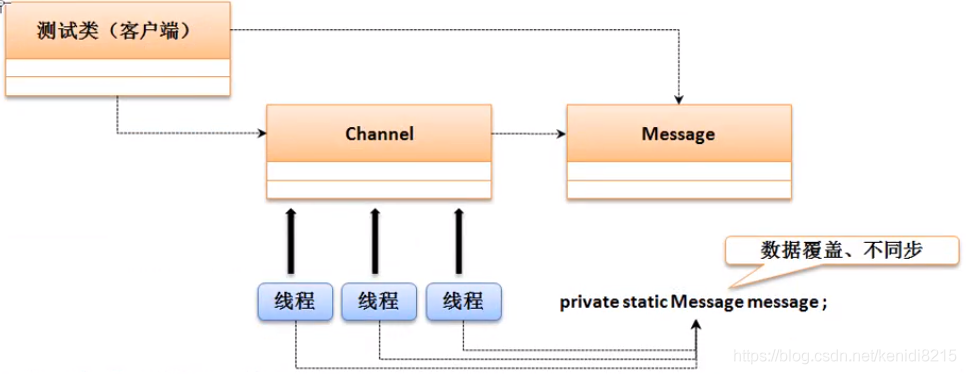 测试类（客户端）
Channel
Message
数据覆盖、不同步
线程
线程
线程
private static Message message ;
https://blog.csdn.net/kenidi8215